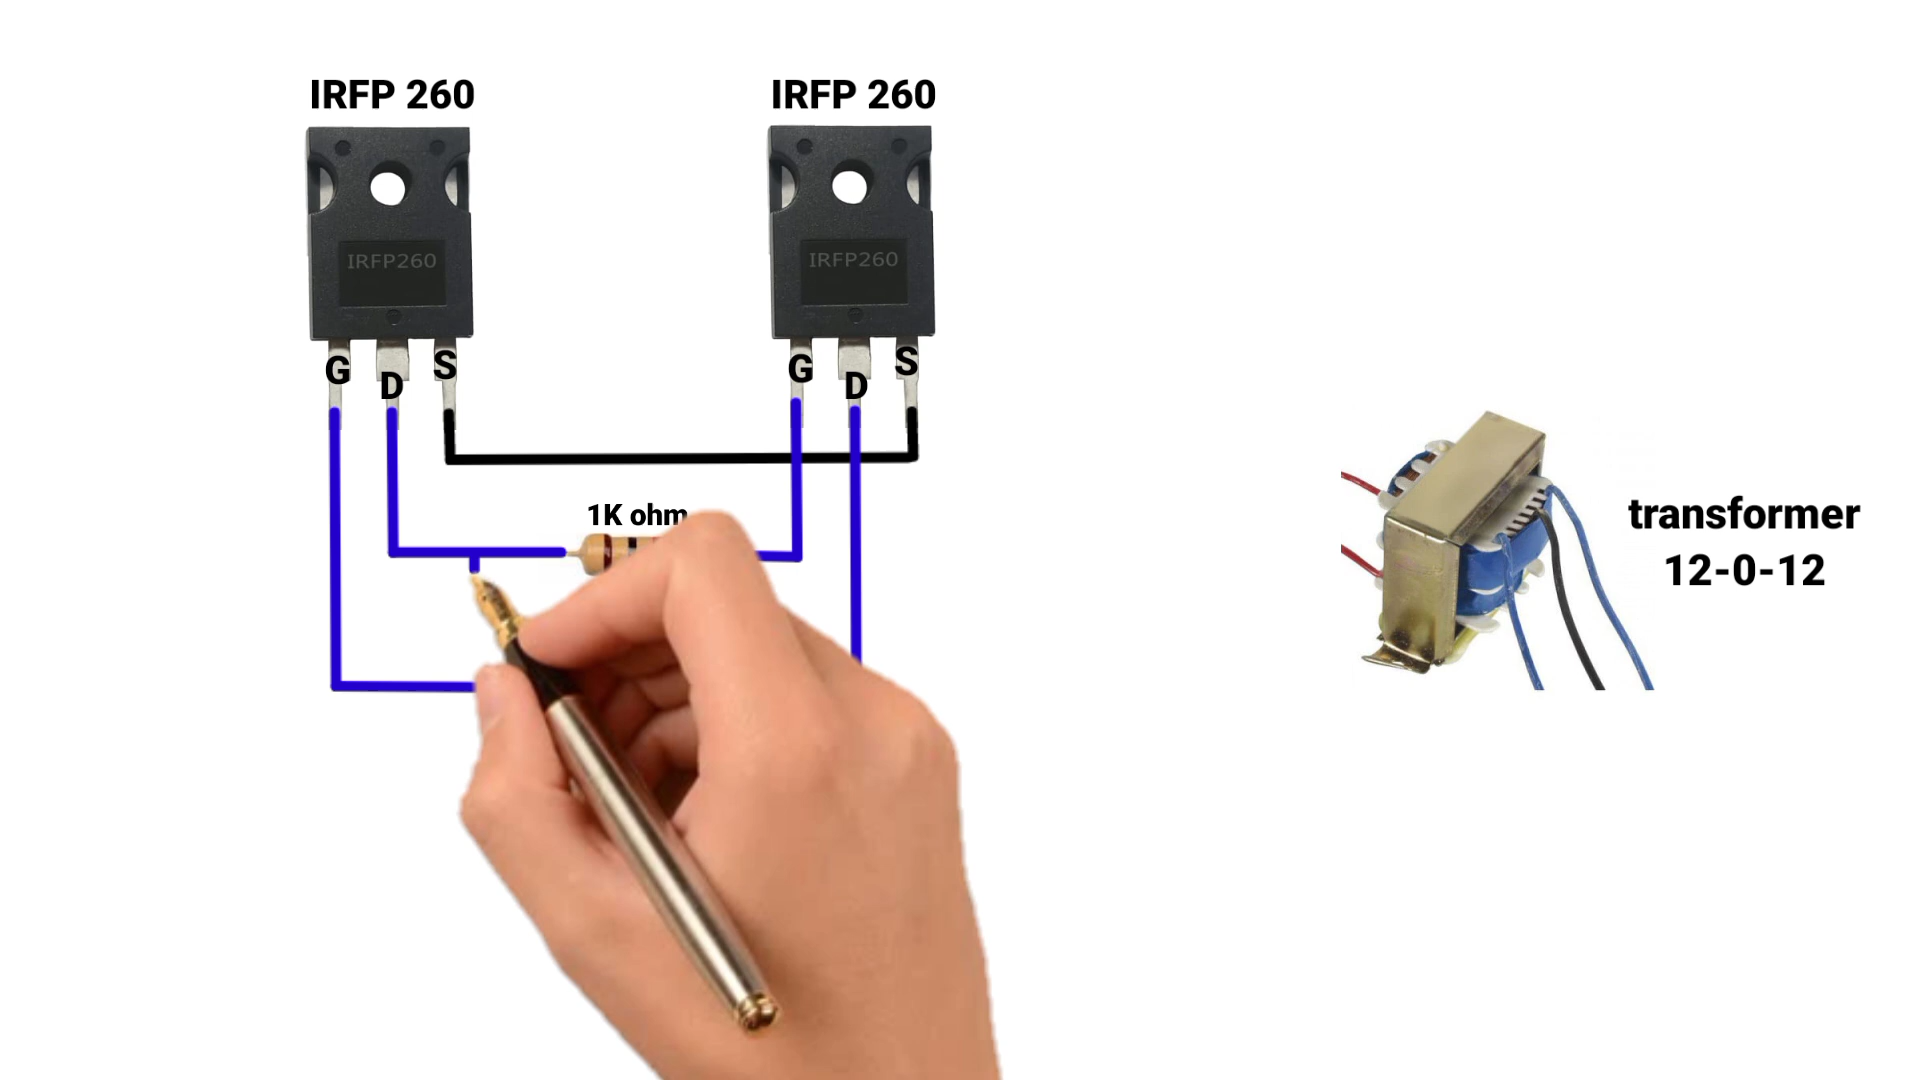 IRFP 260
IRFP 260
IRFP260
IRFP260
G
D
S
G
D
S
1K ohm
transformer
12-0-12